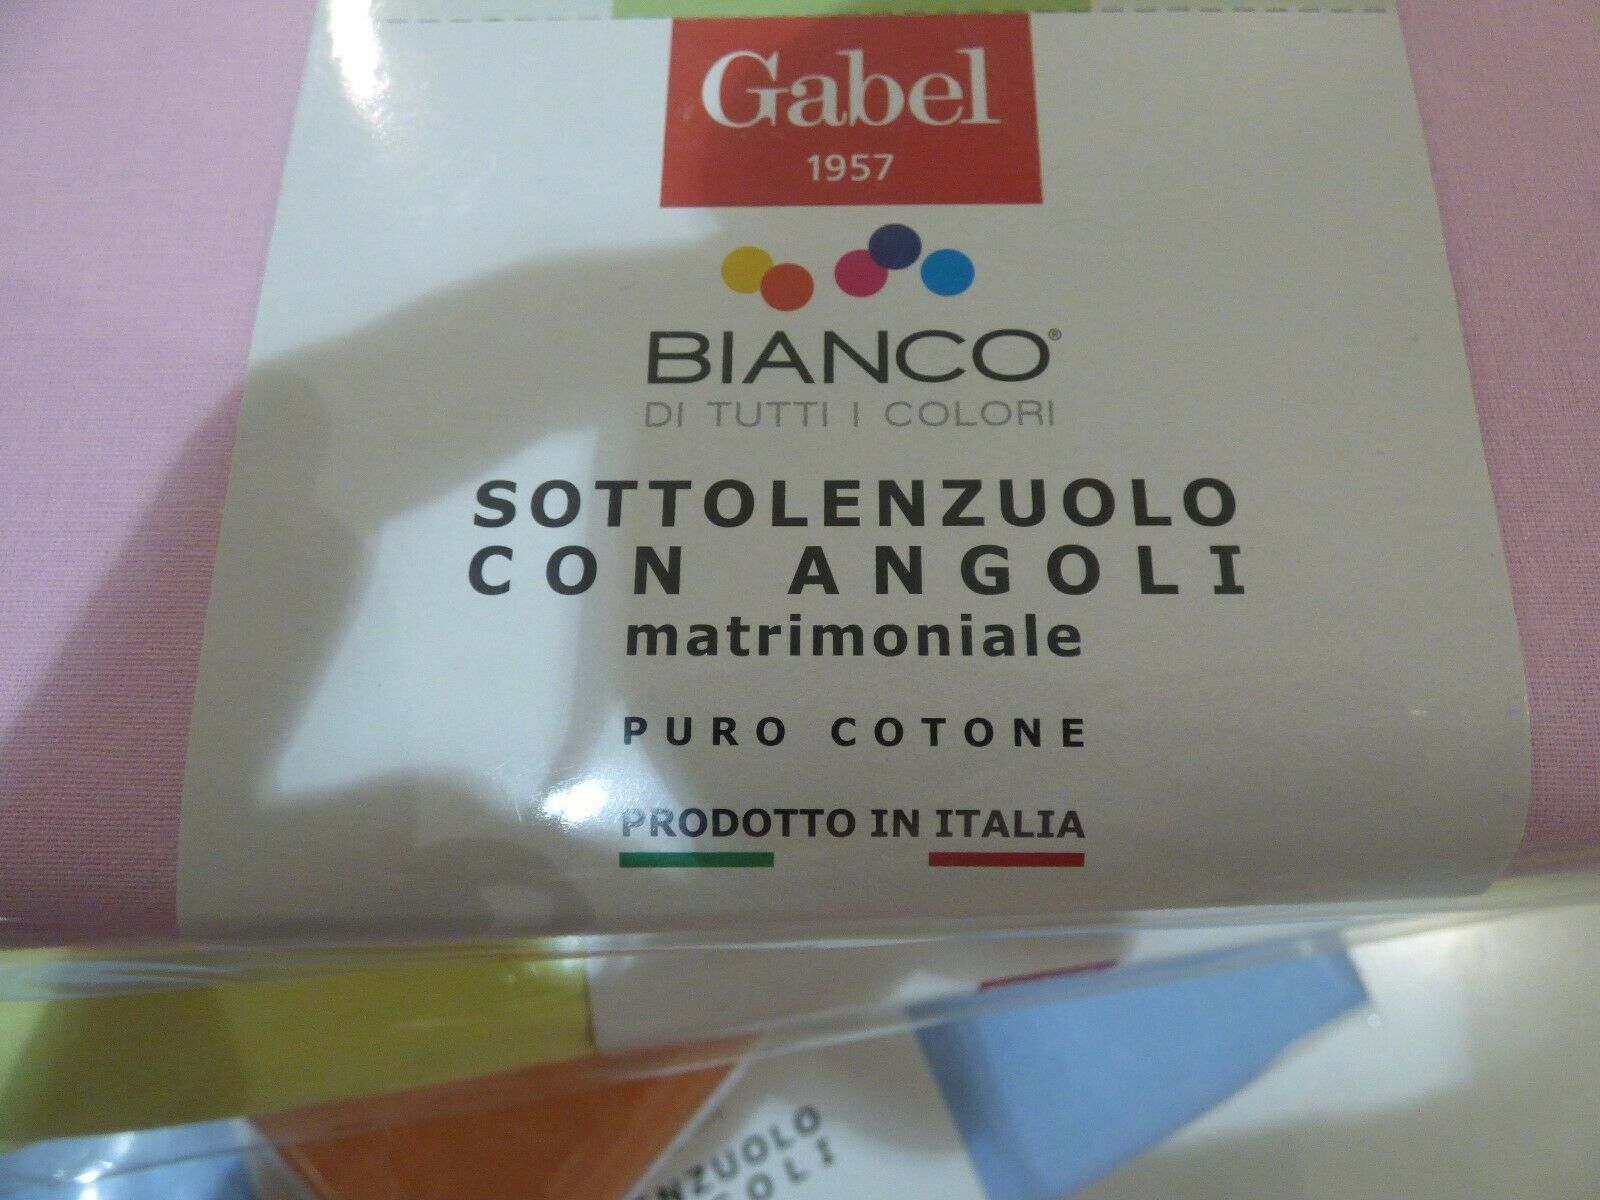 Gabel
1957
BIANCO®
DI TUTTI I COLORI
SOTTOLENZUOLO
CON ANGOLI
matrimoniale
PURO COTONE
PRODOTTO IN ITALIA